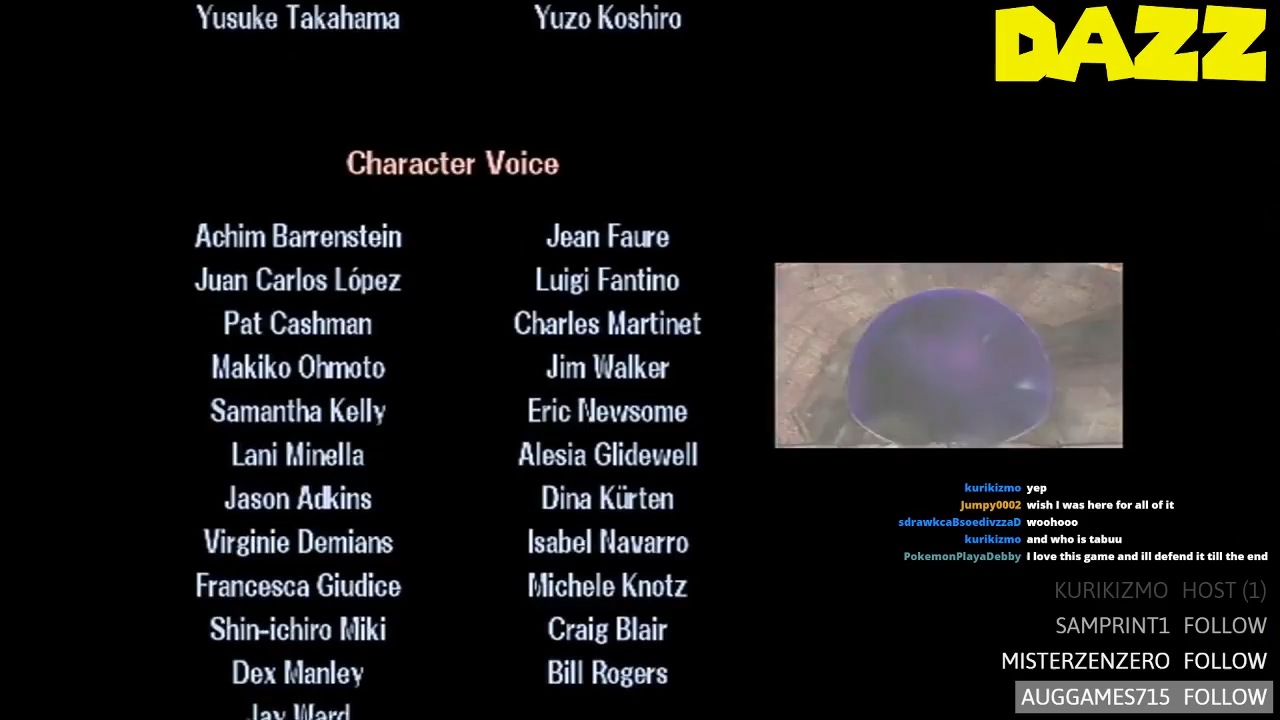 Yusuke Takahama Yuzo Koshiro
DAZZ
Character Voice
Achim Barrenstein Jean Faure
Juan Carlos López Luigi Fantino
Pat Cashman Charles Martinet
Makiko Ohmoto Jim Walker
Samantha Kelly Eric Newsome
Lani Minella Alesia Glidewell
Jason Adkins Dina Kürten
Virginie Demians Isabel Navarro
Francesca Giudice Michele Knotz
Shin-ichiro Miki Craig Blair
Dex Manley Bill Rogers
Jay Ward
kurikizmo yep
Jumpy0002 wish I was here for all of it
sdrawkcaBsoedivzzaD woohooo
kurikizmo and who is tabuu
PokemonPlayaDebby I love this game and ill defend it till the end
KURIKIZMO HOST (1)
SAMPRINT1 FOLLOW
MISTERZENZERO FOLLOW
AUGGAMES715 FOLLOW